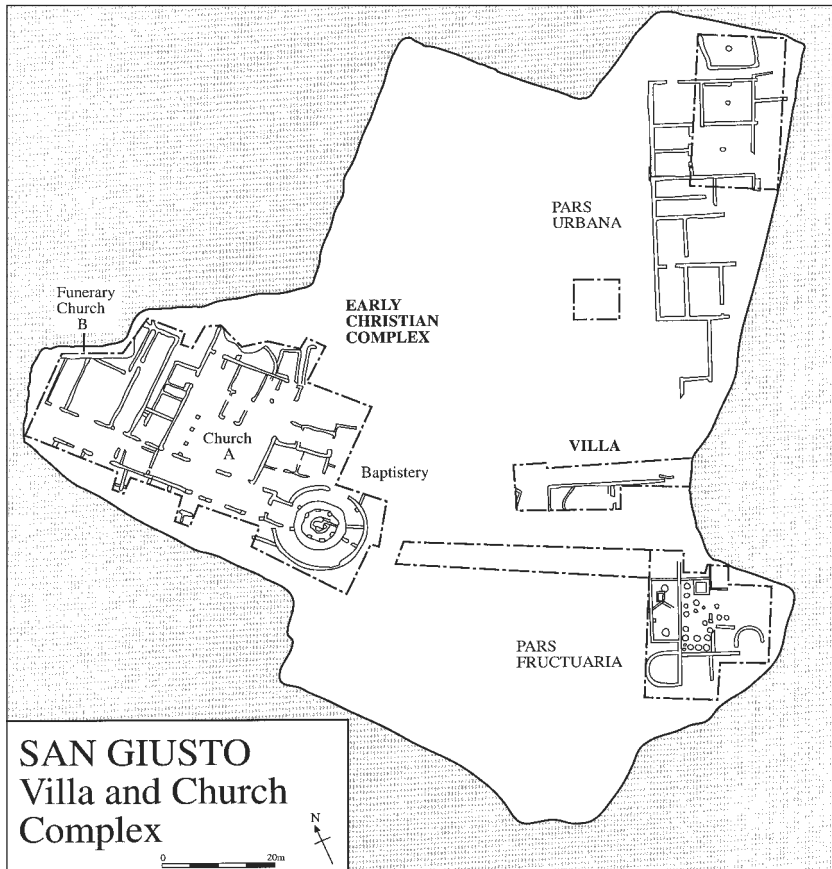 PARS
URBANA
Funerary
Church
B
EARLY
CHRISTIAN
COMPLEX
Church
A
VILLA
Baptistery
PARS
FRUCTUARIA
SAN GIUSTO
Villa and Church
Complex
N
0 20m